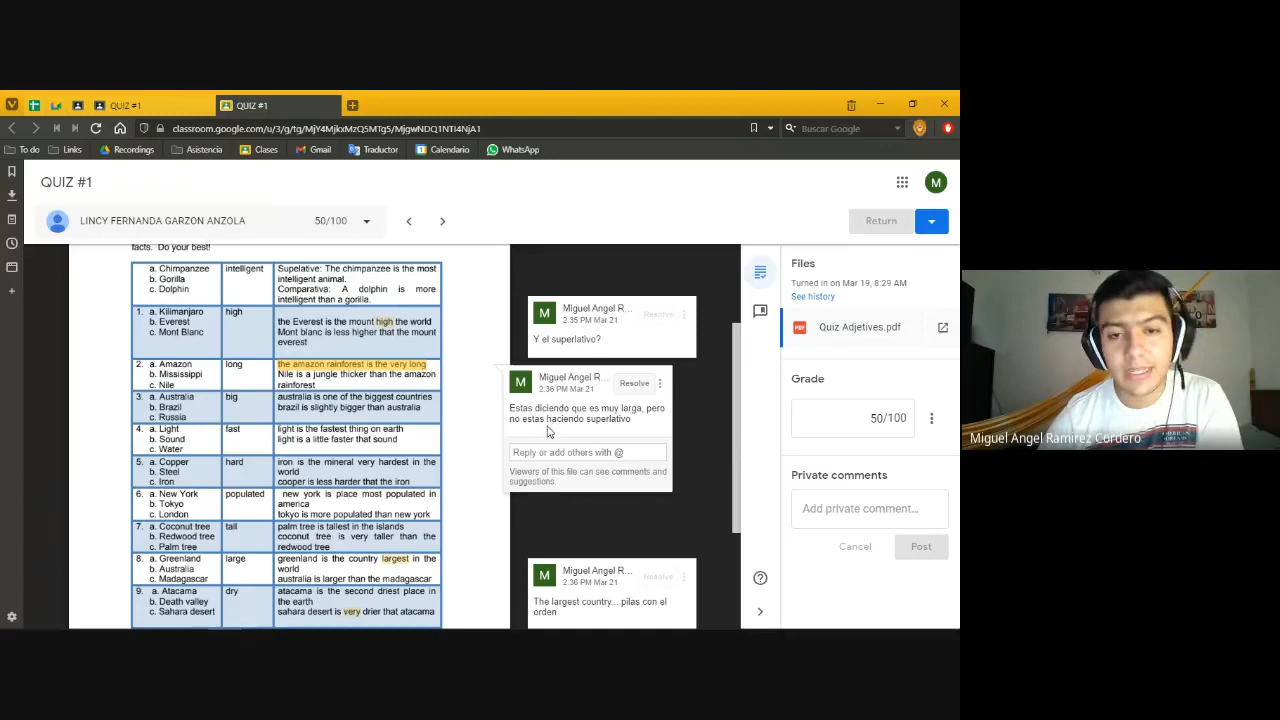 QUIZ #1
QUIZ #1
classroom.google.com/u/3/g/tg/MjY4MjkxMzQ5MTg5/MjgwNDQ1NTI4NjA1
Buscar Google
To do
Links
Recordings
Asistencia
Clases
Gmail
Traductor
Calendario
WhatsApp
QUIZ #1
M
LINCY FERNANDA GARZON ANZOLA
50/100
Return
facts. Do your best!
a. Chimpanzee
b. Gorilla
c. Dolphin
intelligent
Supelative: The chimpanzee is the most
intelligent animal.
Comparativa: A dolphin is more
intelligent than a gorilla.
1. a. Kilimanjaro
b. Everest
c. Mont Blanc
high
the Everest is the mount high the world
Mont blanc is less higher that the mount
everest
2. a. Amazon
b. Mississippi
c. Nile
long
the amazon rainforest is the very long
Nile is a jungle thicker than the amazon
rainforest
3. a. Australia
b. Brazil
c. Russia
big
australia is one of the biggest countries
brazil is slightly bigger than australia
4. a. Light
b. Sound
c. Water
fast
light is the fastest thing on earth
light is a little faster that sound
5. a. Copper
b. Steel
c. Iron
hard
iron is the mineral very hardest in the
world
cooper is less harder that the iron
6. a. New York
b. Tokyo
c. London
populated
new york is place most populated in
america
tokyo is more populated than new york
7. a. Coconut tree
b. Redwood tree
c. Palm tree
tall
palm tree is tallest in the islands
coconut tree is very taller than the
redwood tree
8. a. Greenland
b. Australia
c. Madagascar
large
greenland is the country largest in the
world
australia is larger than the madagascar
9. a. Atacama
b. Death valley
c. Sahara desert
dry
atacama is the second driest place in
the earth
sahara desert is very drier that atacama
M
Miguel Angel R...
2:35 PM Mar 21
Resolve
Y el superlativo?
M
Miguel Angel R...
2:36 PM Mar 21
Resolve
Estas diciendo que es muy larga, pero
no estas haciendo superlativo
Reply or add others with @
Viewers of this file can see comments and
suggestions.
M
Miguel Angel R...
2:36 PM Mar 21
Resolve
The largest country... pilas con el
orden
Files
Turned in on Mar 19, 8:29 AM
See history
PDF
Quiz Adjetives.pdf
Grade
50/100
Private comments
Add private comment...
Cancel
Post
Miguel Angel Ramirez Cordero